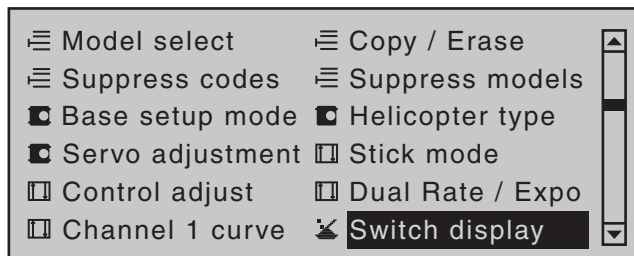 Model select Copy / Erase
Suppress codes Suppress models
Base setup mode Helicopter type
Servo adjustment Stick mode
Control adjust Dual Rate / Expo
Channel 1 curve Switch display